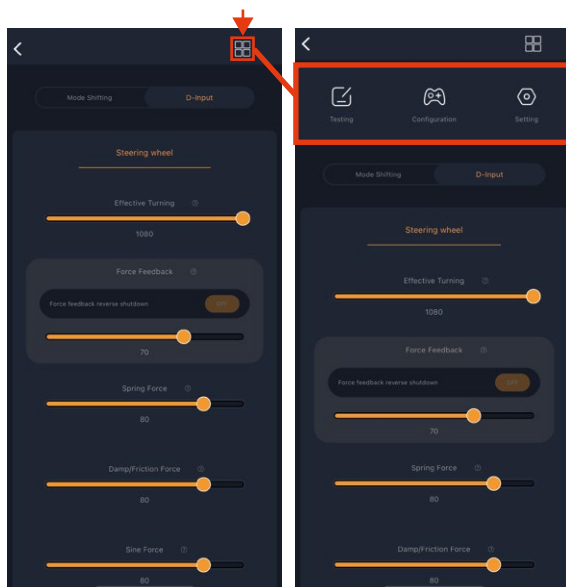 Mode Shifting D-Input
Steering wheel
Effective Turning
1080
Force Feedback
Force feedback reverse shutdown OFF
70
Spring Force
80
Damp/Friction Force
80
Sine Force
80
Testing Configuration Setting
Mode Shifting D-Input
Steering wheel
Effective Turning
1080
Force Feedback
Force feedback reverse shutdown OFF
70
Spring Force
80
Damp/Friction Force
80